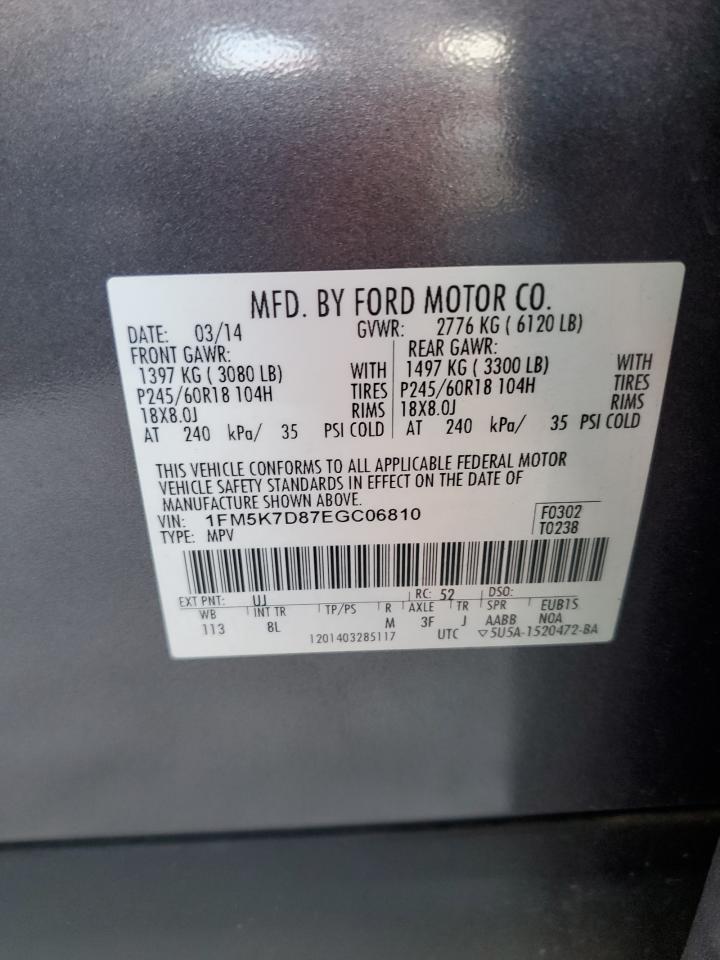 MFD. BY FORD MOTOR CO.
DATE: 03/14 GVWR: 2776 KG ( 6120 LB)
FRONT GAWR: REAR GAWR:
1397 KG ( 3080 LB) WITH 1497 KG ( 3300 LB) WITH
P245/60R18 104H TIRES P245/60R18 104H TIRES
18X8.0J RIMS 18X8.0J RIMS
AT 240 kPa/ 35 PSI COLD AT 240 kPa/ 35 PSI COLD
THIS VEHICLE CONFORMS TO ALL APPLICABLE FEDERAL MOTOR
VEHICLE SAFETY STANDARDS IN EFFECT ON THE DATE OF
MANUFACTURE SHOWN ABOVE.
VIN: 1FM5K7D87EGC06810 F0302
TYPE: MPV T0238
EXT PNT: UJ RC: 52 DSO:
WB INT TR TP/PS R AXLE TR SPR EUB1S
113 8L M 3F J AABB NOA
1201403285117 UTC ▽5U5A-1520472-BA